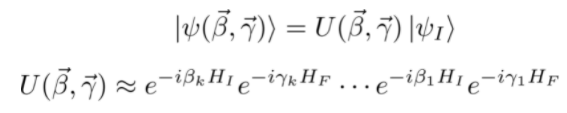 |ψ(β⃗, γ⃗)⟩ = U(β⃗, γ⃗) |ψ_I⟩
U(β⃗, γ⃗) ≈ e^{−iβ_k H_I} e^{−iγ_k H_F} ⋯ e^{−iβ_1 H_I} e^{−iγ_1 H_F}